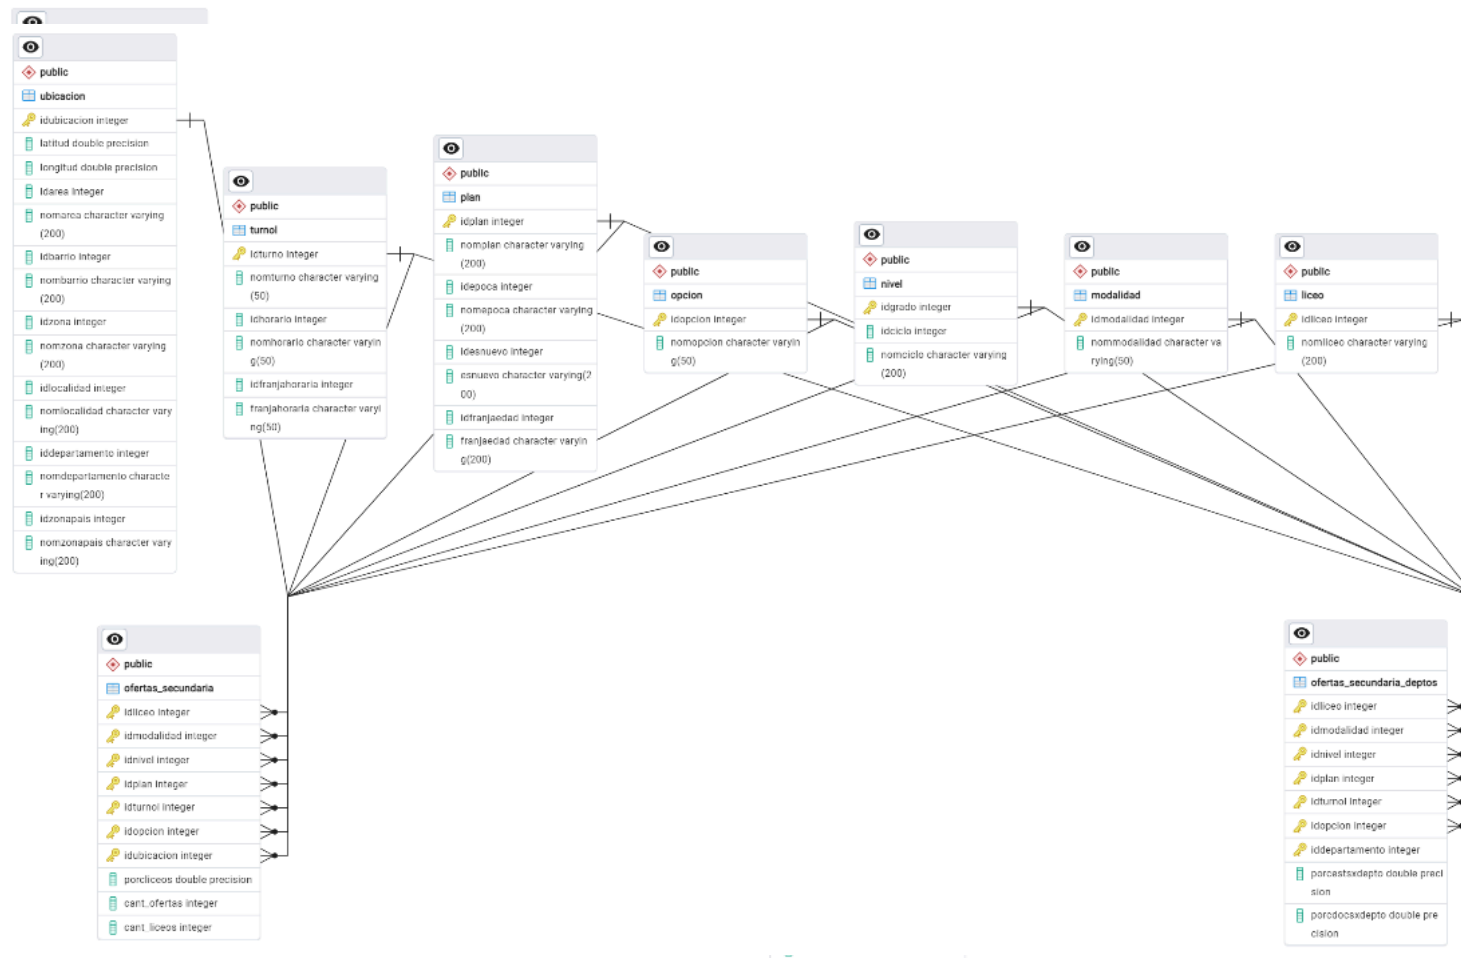 public
ubicacion
idubicacion integer
latitud double precision
longitud double precision
idarea integer
nomarea character varying
(200)
idbarrio integer
nombarrio character varying
(200)
idzona integer
nomzona character varying
(200)
idlocalidad integer
nomlocalidad character vary
ing(200)
iddepartamento integer
nomdepartamento characte
r varying(200)
idzonapais integer
nomzonapais character vary
ing(200)
public
turnol
idturno integer
nomturno character varying
(50)
idhorario integer
nomhorario character varyin
g(50)
idfranjahoraria integer
franjahoraria character varyi
ng(50)
public
plan
idplan integer
nomplan character varying
(200)
idepoca integer
nomepoca character varying
(200)
idesnuevo integer
esnuevo character varying(2
00)
idfranjaedad integer
franjaedad character varyin
g(200)
public
opcion
idopcion integer
nomopcion character varyin
g(50)
public
nivel
idgrado integer
idciclo integer
nomciclo character varying
(200)
public
modalidad
idmodalidad integer
nommodalidad character va
rying(50)
public
liceo
idliceo integer
nomliceo character varying
(200)
public
ofertas_secundaria
idliceo integer
idmodalidad integer
idnivel integer
idplan integer
idturnol integer
idopcion integer
idubicacion integer
porcliceos double precision
cant_ofertas integer
cant_liceos integer
public
ofertas_secundaria_deptos
idliceo integer
idmodalidad integer
idnivel integer
idplan integer
idturnol integer
idopcion integer
iddepartamento integer
porcestsxdepto double preci
sion
porcdocsxdepto double pre
cision